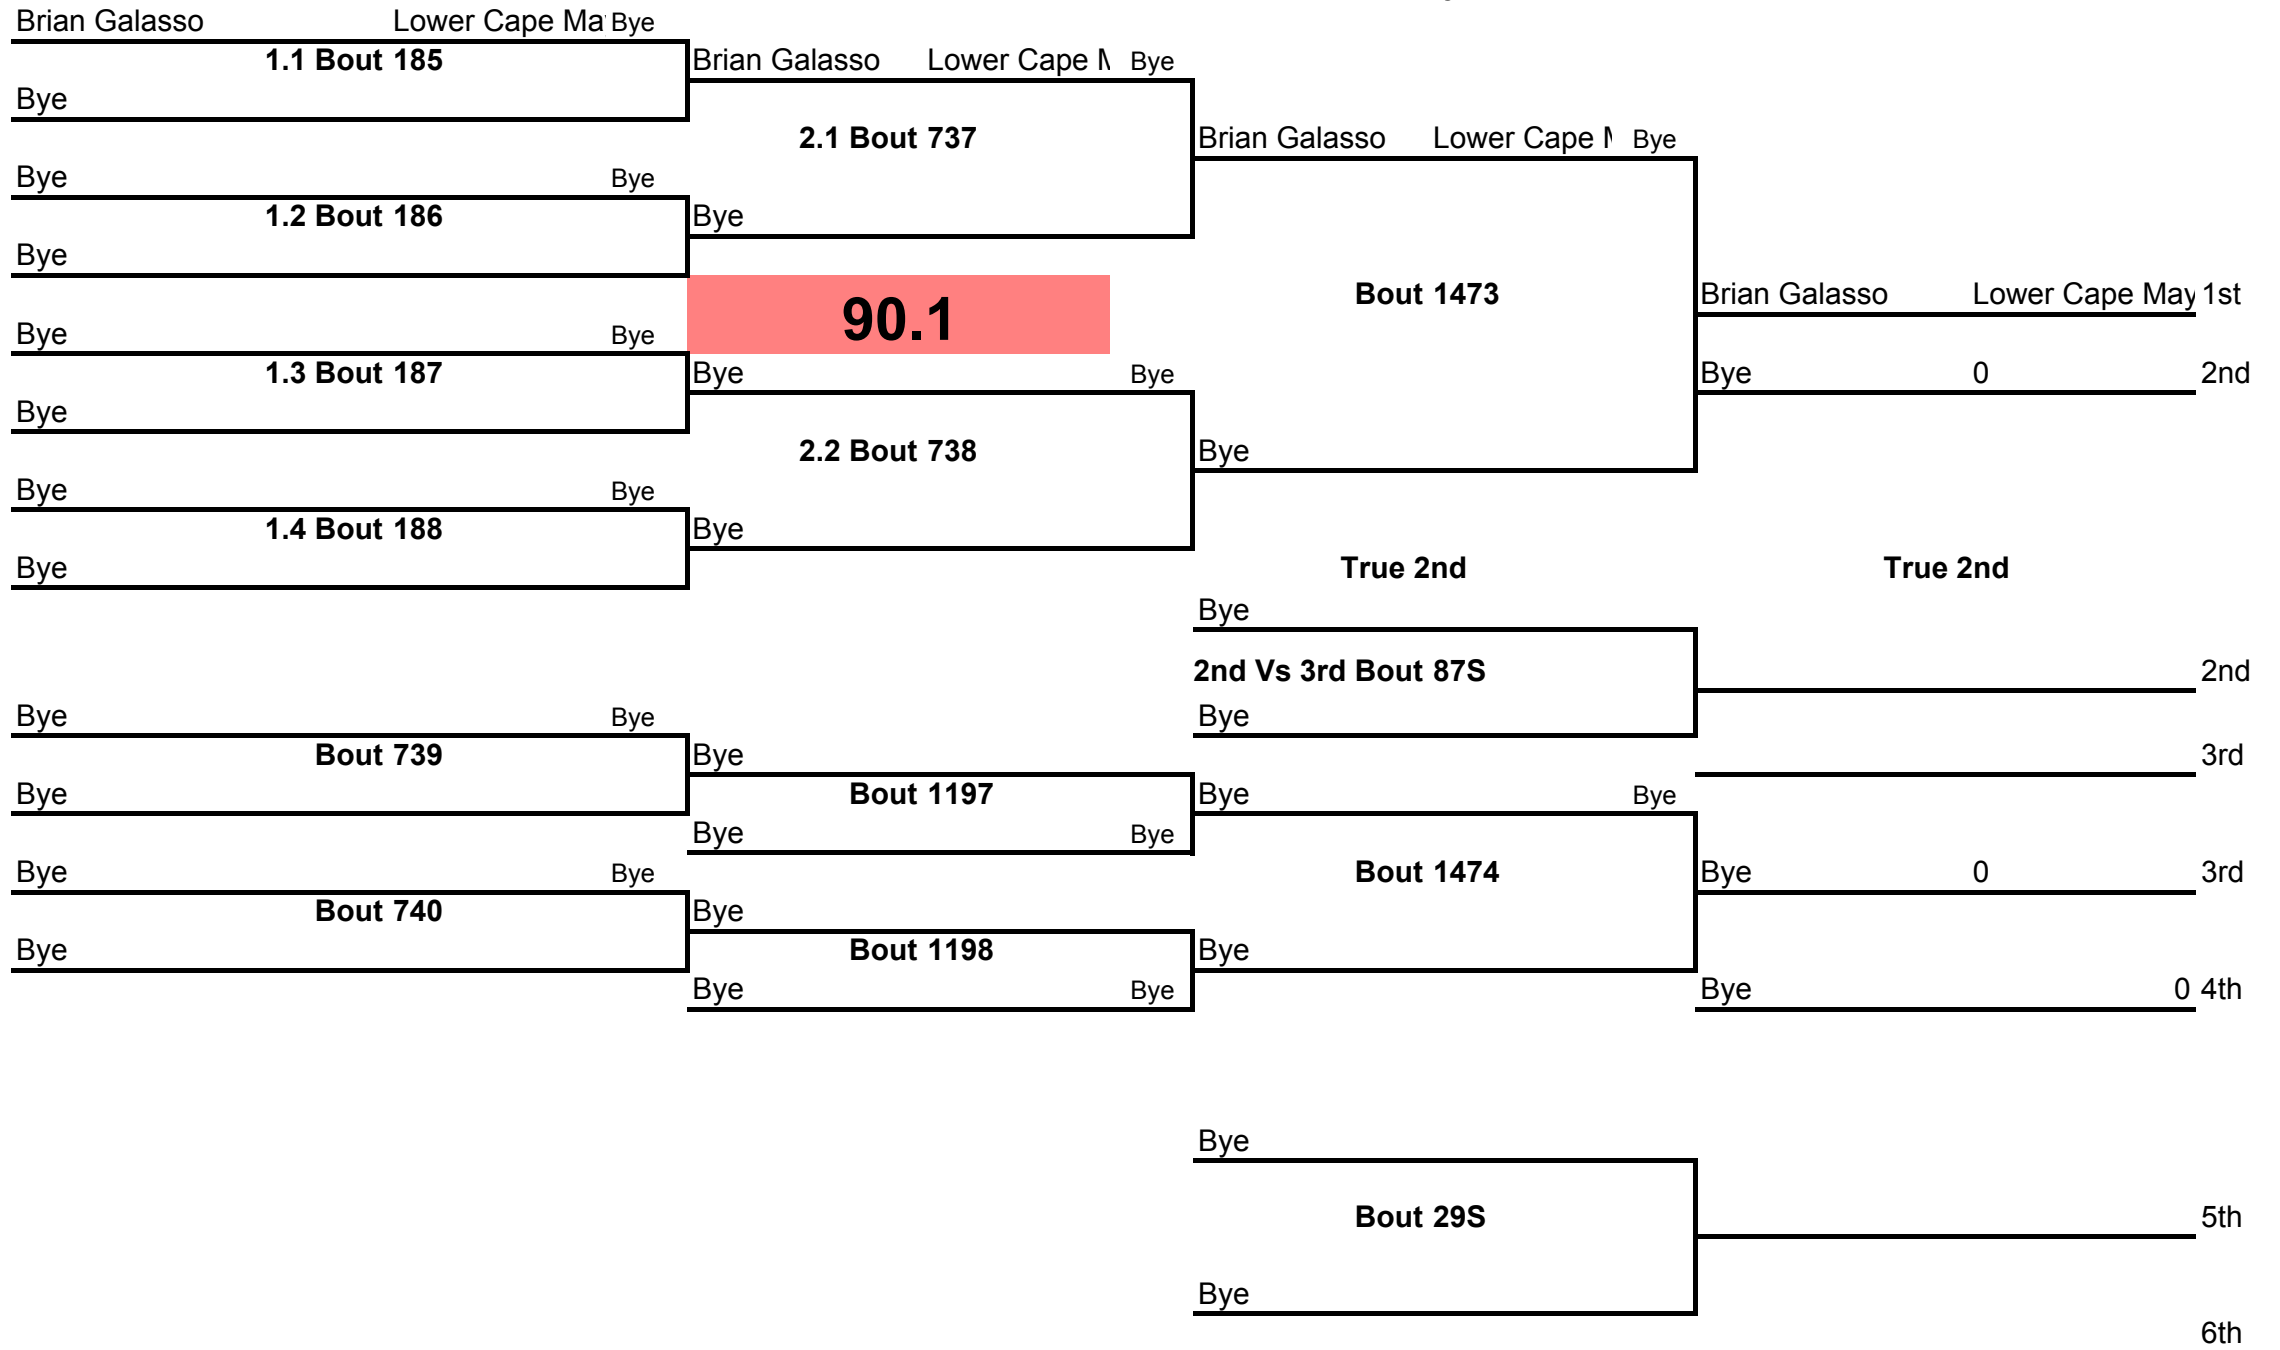 Brian Galasso Lower Cape Ma Bye
1.1 Bout 185
Brian Galasso Lower Cape Bye
Bye
2.1 Bout 737
Brian Galasso Lower Cape Bye
Bye Bye
1.2 Bout 186
Bye
Bye
90.1
Bout 1473
Brian Galasso Lower Cape May 1st
Bye Bye
1.3 Bout 187
Bye Bye
Bye 0 2nd
Bye
2.2 Bout 738
Bye
Bye Bye
1.4 Bout 188
Bye
Bye
True 2nd
True 2nd
Bye
2nd Vs 3rd Bout 87S
2nd
Bye Bye
Bye
Bout 739
Bye
3rd
Bye
Bout 1197
Bye Bye
Bye Bye
Bye Bye
Bout 1474
Bye 0 3rd
Bout 740
Bye
Bye
Bout 1198
Bye
Bye Bye
Bye 0 4th
Bye
Bout 29S
5th
Bye
6th